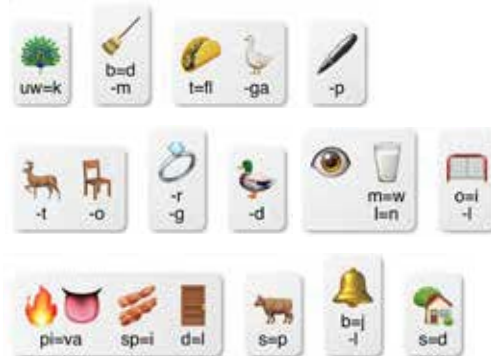 uw=k
b=d
-m
t=fl -ga
-p
-t -o
-r
-g
-d
m=w
l=n
o=i
-l
pi=va sp=i d=l
s=p
b=j
-l
s=d